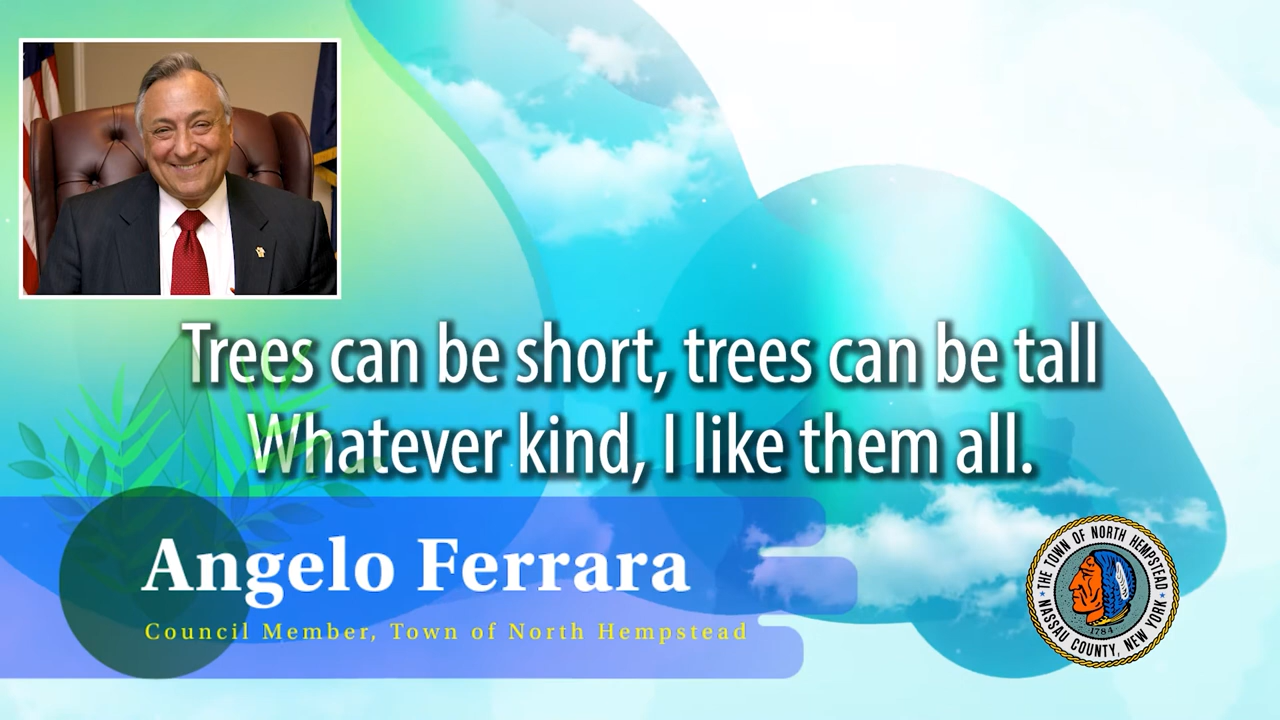 Trees can be short, trees can be tall
Whatever kind, I like them all.
Angelo Ferrara
Council Member, Town of North Hempstead
THE TOWN OF NORTH HEMPSTEAD
1784
NASSAU COUNTY, NEW YORK